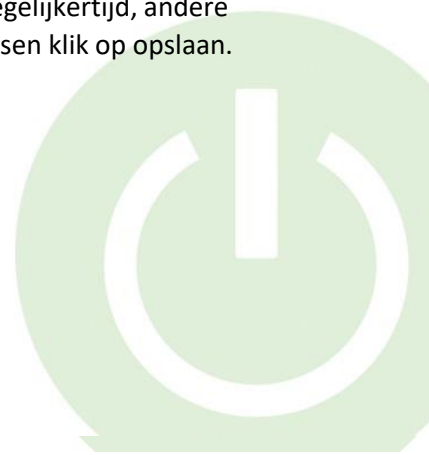 egelijkertijd, andere
sen klik op opslaan.